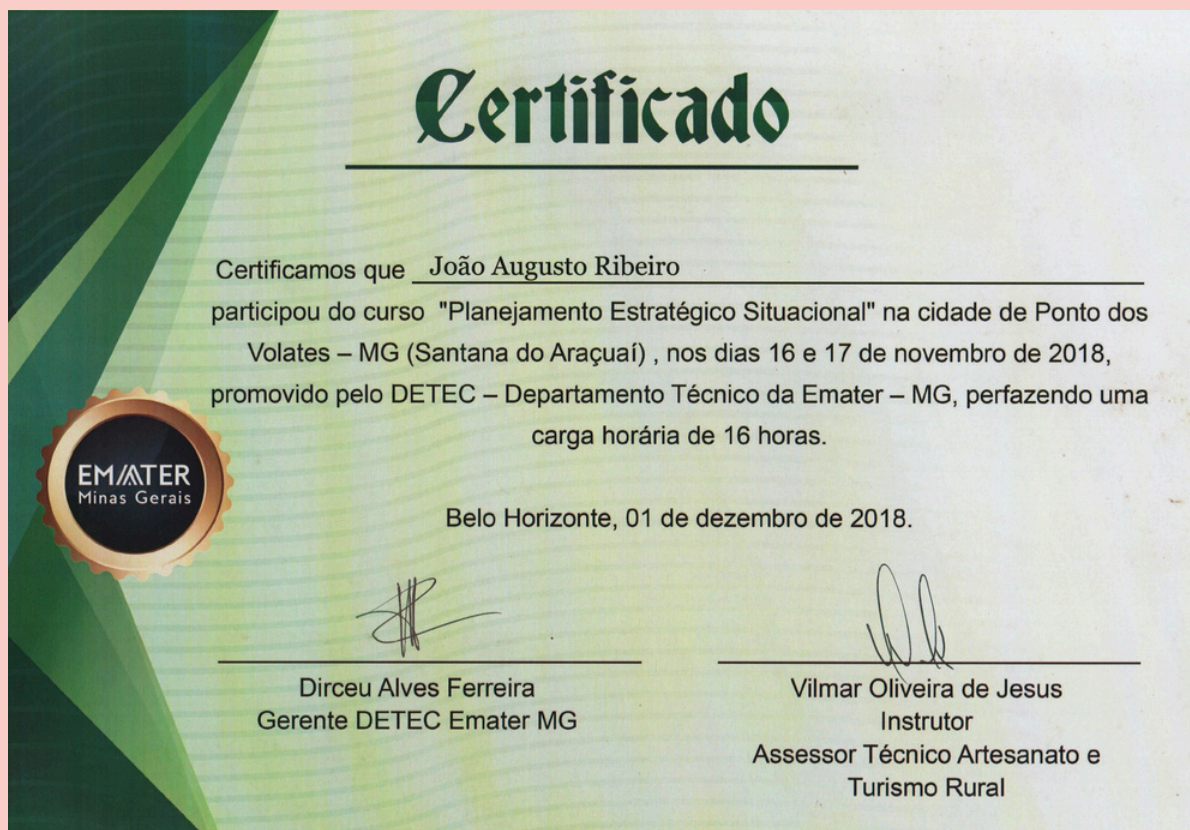 Certificado
Certificamos que João Augusto Ribeiro
participou do curso "Planejamento Estratégico Situacional" na cidade de Ponto dos
Volates – MG (Santana do Araçuaí) , nos dias 16 e 17 de novembro de 2018,
promovido pelo DETEC – Departamento Técnico da Emater – MG, perfazendo uma
carga horária de 16 horas.
EMATER
Minas Gerais
Belo Horizonte, 01 de dezembro de 2018.
Dirceu Alves Ferreira
Gerente DETEC Emater MG
Vilmar Oliveira de Jesus
Instrutor
Assessor Técnico Artesanato e
Turismo Rural